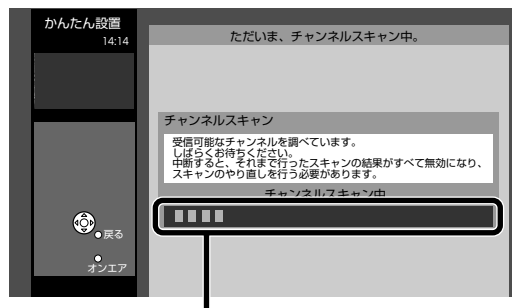 かんたん設置
14:14
ただいま、チャンネルスキャン中。
チャンネルスキャン
受信可能なチャンネルを調べています。
しばらくお待ちください。
中断すると、それまで行ったスキャンの結果がすべて無効になり、
スキャンのやり直しを行う必要があります。
チャンネルスキャン中
戻る
オンエア